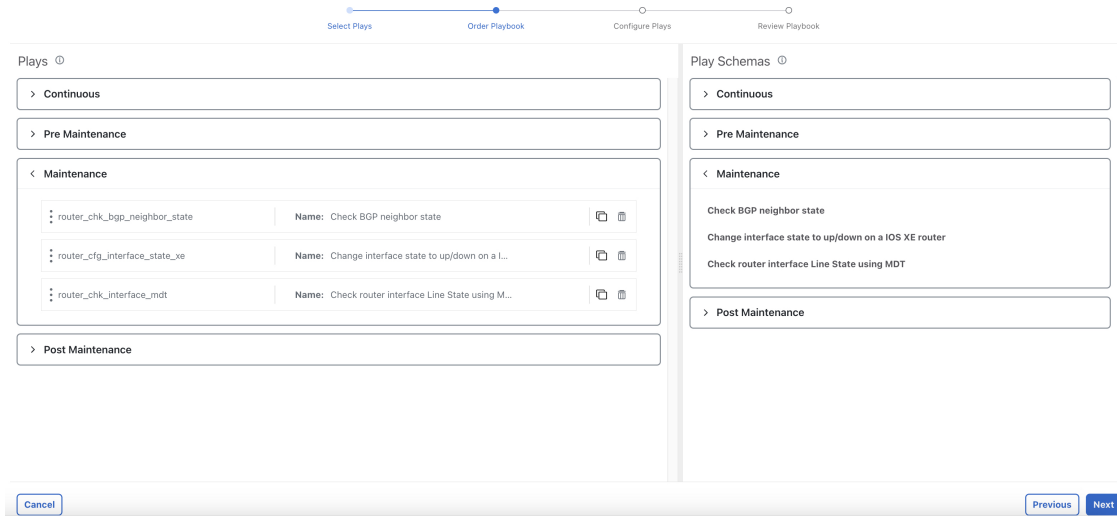 Select Plays
Order Playbook
Configure Plays
Review Playbook
Plays
Continuous
Pre Maintenance
Maintenance
router_chk_bgp_neighbor_state Name: Check BGP neighbor state
router_cfg_interface_state_xe Name: Change interface state to up/down on a I...
router_chk_interface_mdt Name: Check router interface Line State using M...
Post Maintenance
Play Schemas
Continuous
Pre Maintenance
Maintenance
Check BGP neighbor state
Change interface state to up/down on a IOS XE router
Check router interface Line State using MDT
Post Maintenance
Cancel
Previous
Next